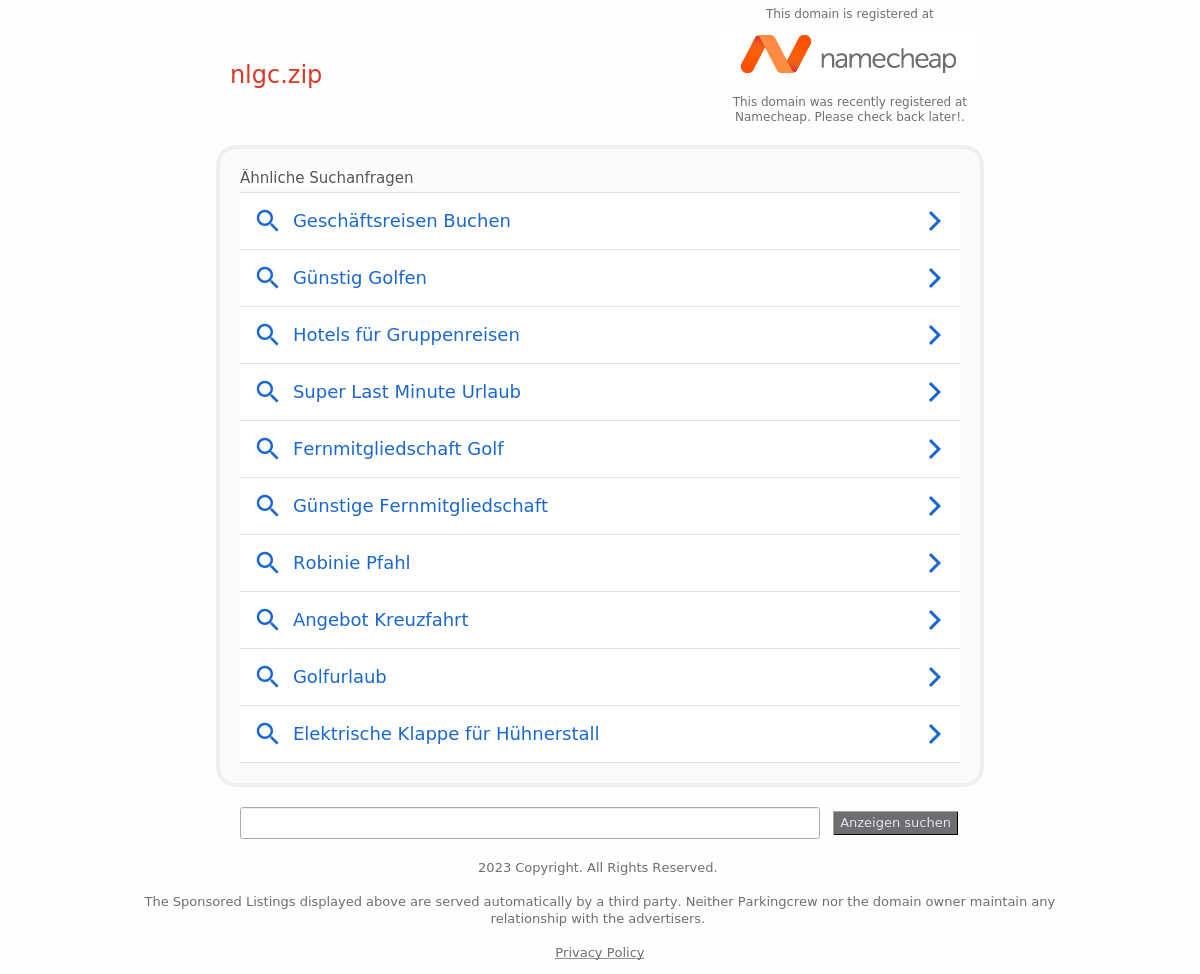 This domain is registered at
namecheap
nlgc.zip
This domain was recently registered at
Namecheap. Please check back later!.
Ähnliche Suchanfragen
Geschäftsreisen Buchen
Günstig Golfen
Hotels für Gruppenreisen
Super Last Minute Urlaub
Fernmitgliedschaft Golf
Günstige Fernmitgliedschaft
Robinie Pfahl
Angebot Kreuzfahrt
Golfurlaub
Elektrische Klappe für Hühnerstall
Anzeigen suchen
2023 Copyright. All Rights Reserved.
The Sponsored Listings displayed above are served automatically by a third party. Neither Parkingcrew nor the domain owner maintain any
relationship with the advertisers.
Privacy Policy